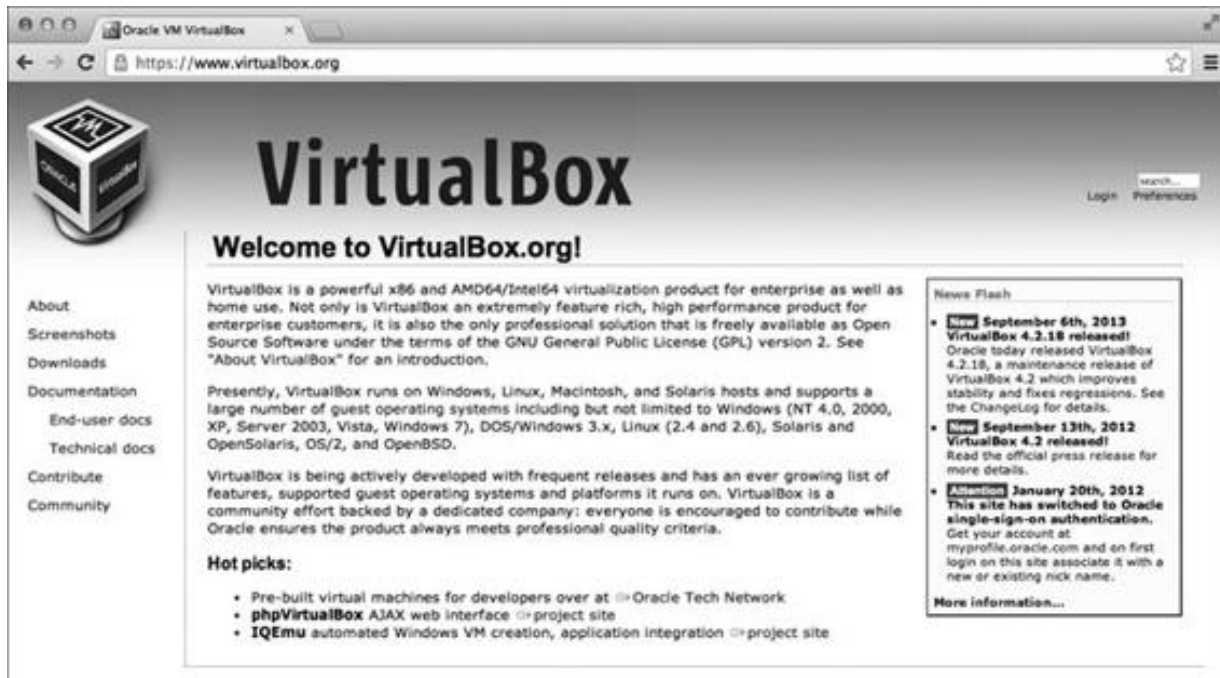 Oracle VM VirtualBox
https://www.virtualbox.org
VM
ORACLE
VirtualBox
VirtualBox
search...
Login Preferences
Welcome to VirtualBox.org!
About
Screenshots
Downloads
Documentation
End-user docs
Technical docs
Contribute
Community
VirtualBox is a powerful x86 and AMD64/Intel64 virtualization product for enterprise as well as
home use. Not only is VirtualBox an extremely feature rich, high performance product for
enterprise customers, it is also the only professional solution that is freely available as Open
Source Software under the terms of the GNU General Public License (GPL) version 2. See
"About VirtualBox" for an introduction.
Presently, VirtualBox runs on Windows, Linux, Macintosh, and Solaris hosts and supports a
large number of guest operating systems including but not limited to Windows (NT 4.0, 2000,
XP, Server 2003, Vista, Windows 7), DOS/Windows 3.x, Linux (2.4 and 2.6), Solaris and
OpenSolaris, OS/2, and OpenBSD.
VirtualBox is being actively developed with frequent releases and has an ever growing list of
features, supported guest operating systems and platforms it runs on. VirtualBox is a
community effort backed by a dedicated company: everyone is encouraged to contribute while
Oracle ensures the product always meets professional quality criteria.
Hot picks:
• Pre-built virtual machines for developers over at Oracle Tech Network
• phpVirtualBox AJAX web interface project site
• IQEmu automated Windows VM creation, application integration project site
News Flash
• New September 6th, 2013
VirtualBox 4.2.18 released!
Oracle today released VirtualBox
4.2.18, a maintenance release of
VirtualBox 4.2 which improves
stability and fixes regressions. See
the ChangeLog for details.
• New September 13th, 2012
VirtualBox 4.2 released!
Read the official press release for
more details.
• Attention January 20th, 2012
This site has switched to Oracle
single-sign-on authentication.
Get your account at
myprofile.oracle.com and on first
login on this site associate it with a
new or existing nick name.
More information...